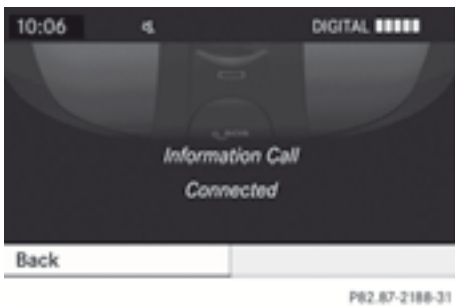 10:06 DIGITAL
Information Call
Connected
Back
P82.87-2188-31